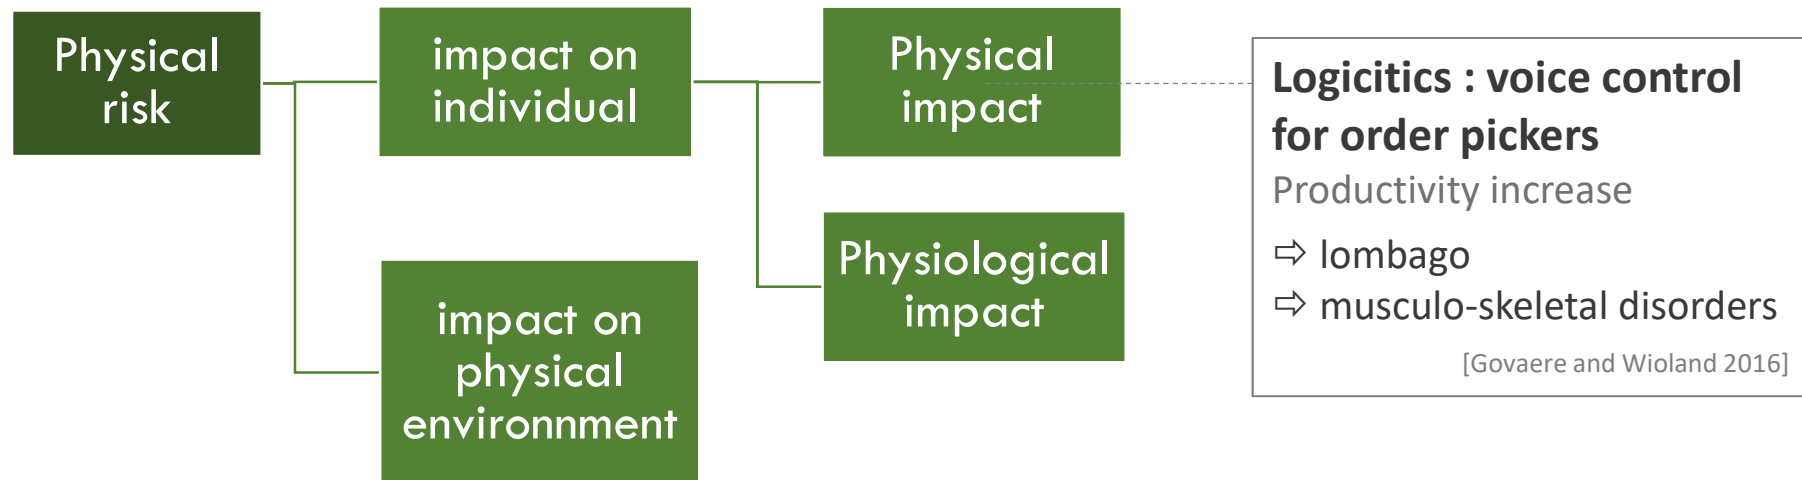 Physical
risk
impact on
individual
Physical
impact
Physiological
impact
impact on
physical
environnment
Logicitics : voice control
for order pickers
Productivity increase
⇨ lombago
⇨ musculo-skeletal disorders
[Govaere and Wioland 2016]